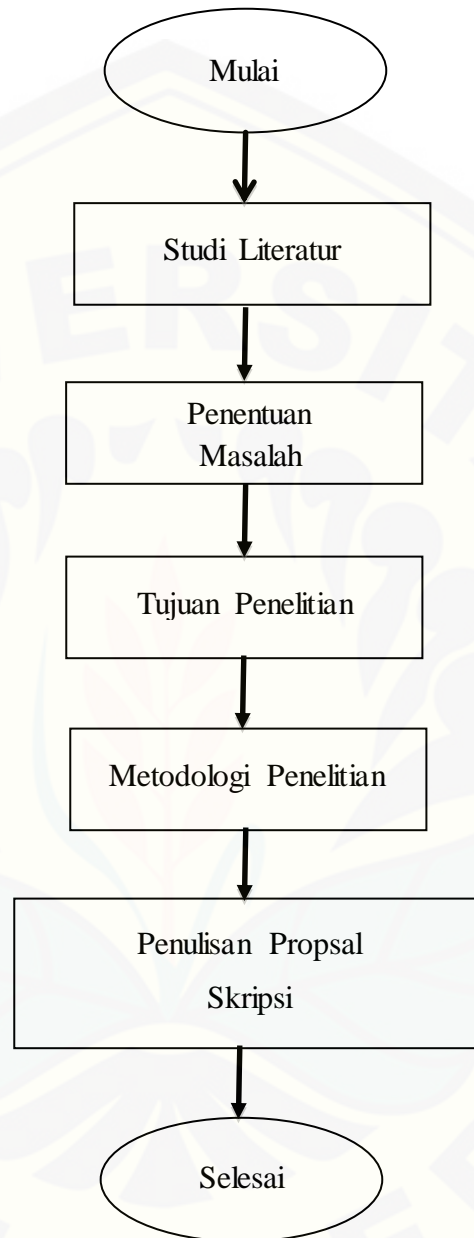 Mulai
Studi Literatur
Penentuan
Masalah
Tujuan Penelitian
Metodologi Penelitian
Penulisan Propsal
Skripsi
Selesai